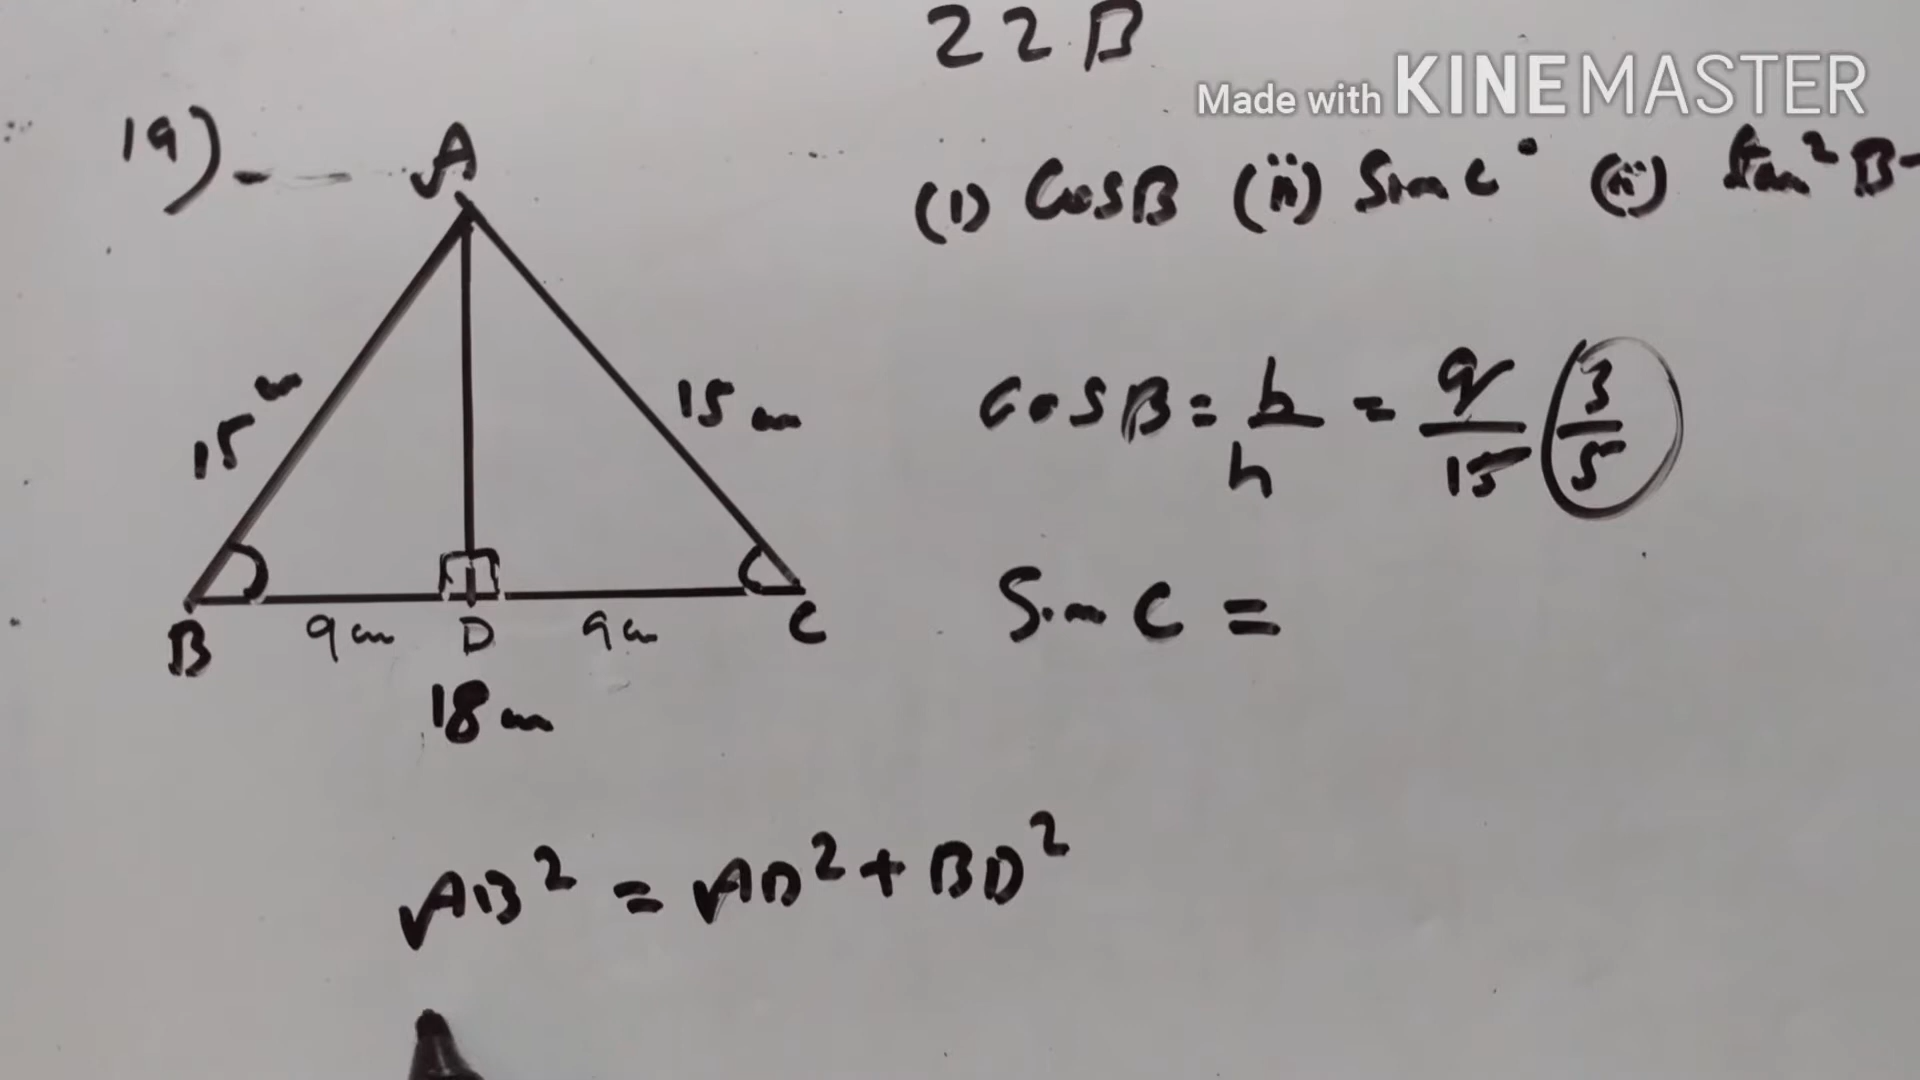 22B
Made with KINEMASTER
19)
(i) CosB (ii) Sin C (iii) tan² B-
A
15 cm
15 cm
B 9cm D 9cm C
18 cm
cosB = b/h = 9/15 3/5
Sin C =
AB² = AD² + BD²